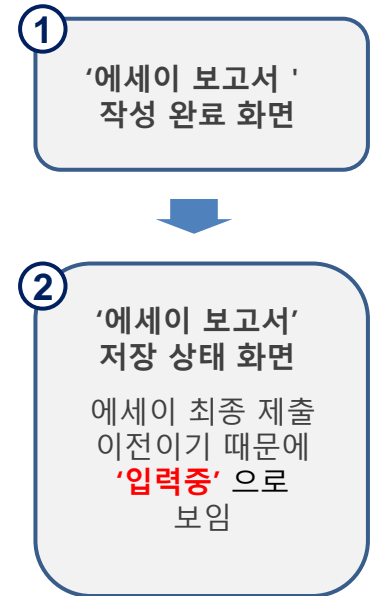 1
‘에세이 보고서 '
작성 완료 화면
2
‘에세이 보고서’
저장 상태 화면
에세이 최종 제출
이전이기 때문에
‘입력중’ 으로
보임